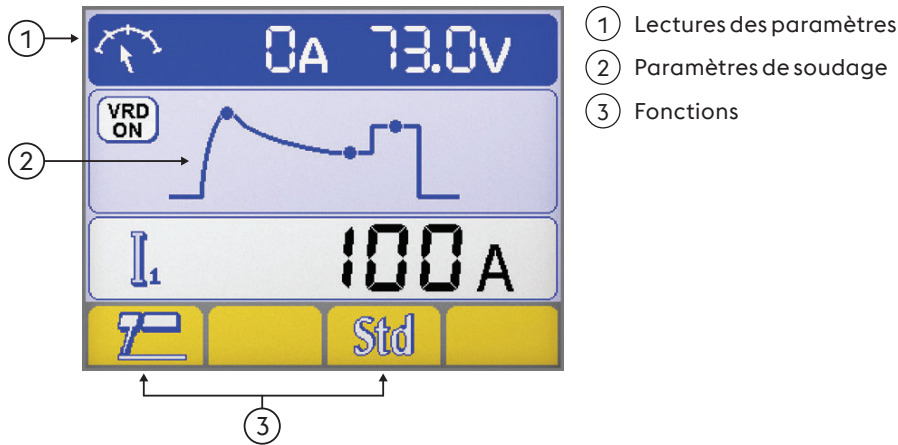 1 Lectures des paramètres
2 Paramètres de soudage
3 Fonctions
1
0A 73.0V
VRD
ON
2
I1
100 A
Std
3